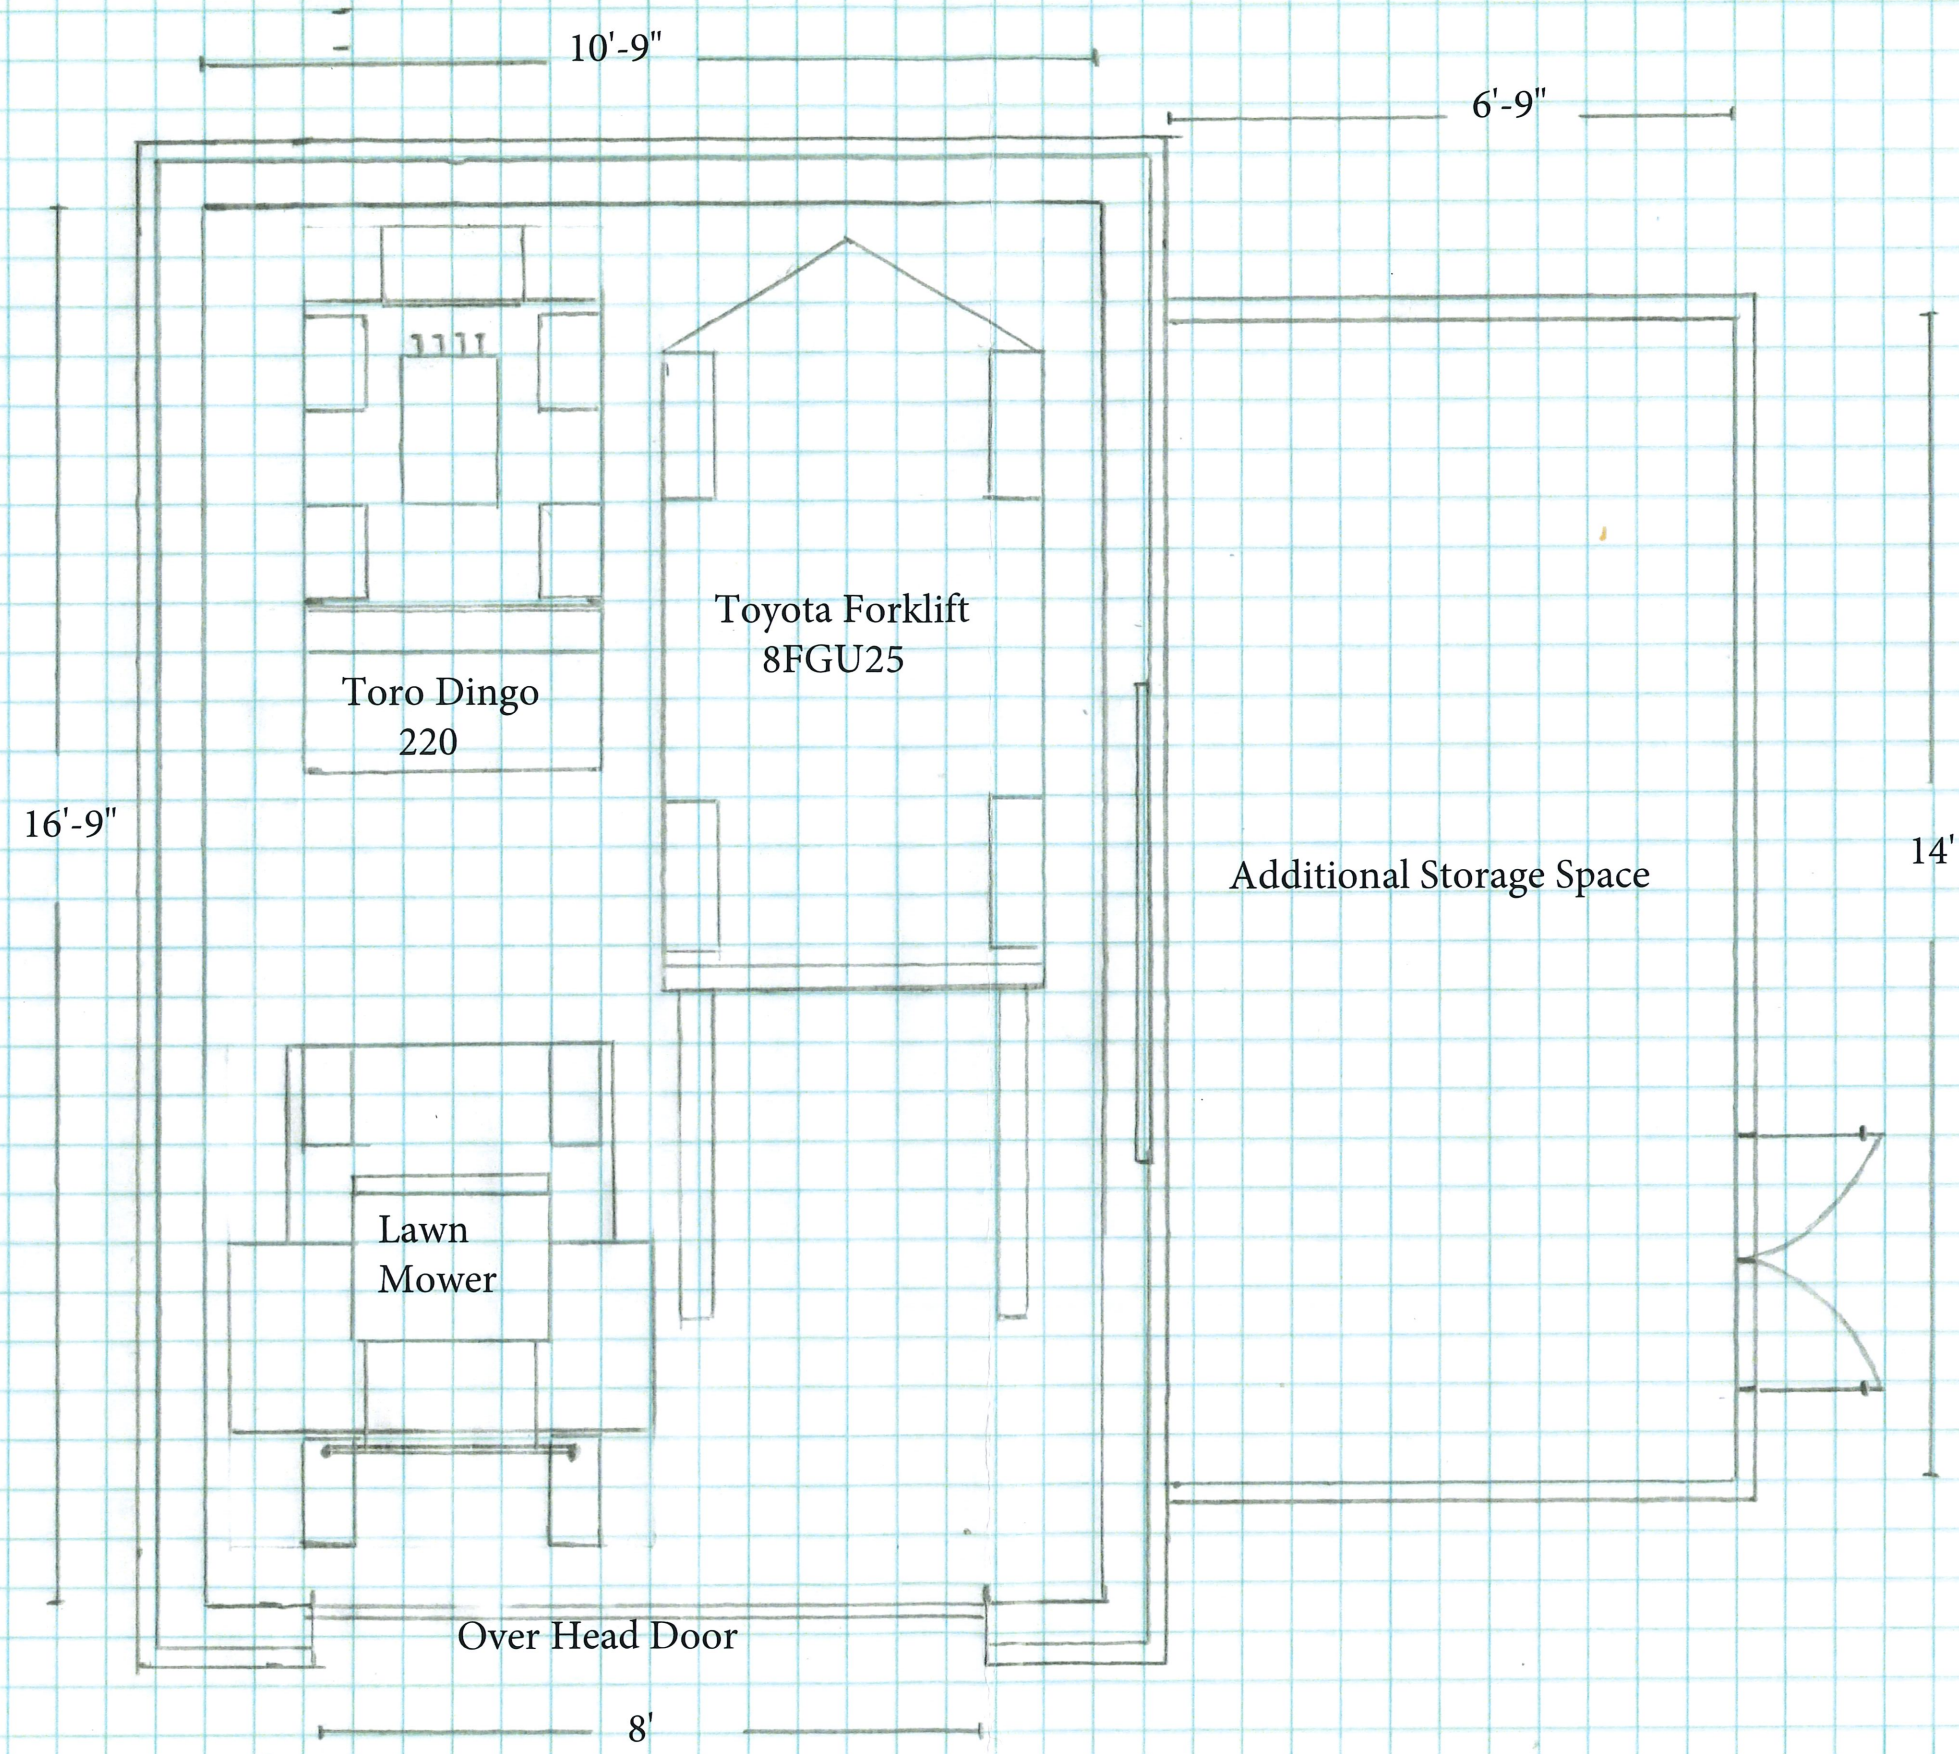 10'-9"
6'-9"
Toyota Forklift
8FGU25
Toro Dingo
220
16'-9"
14'
Additional Storage Space
Lawn
Mower
Over Head Door
8'